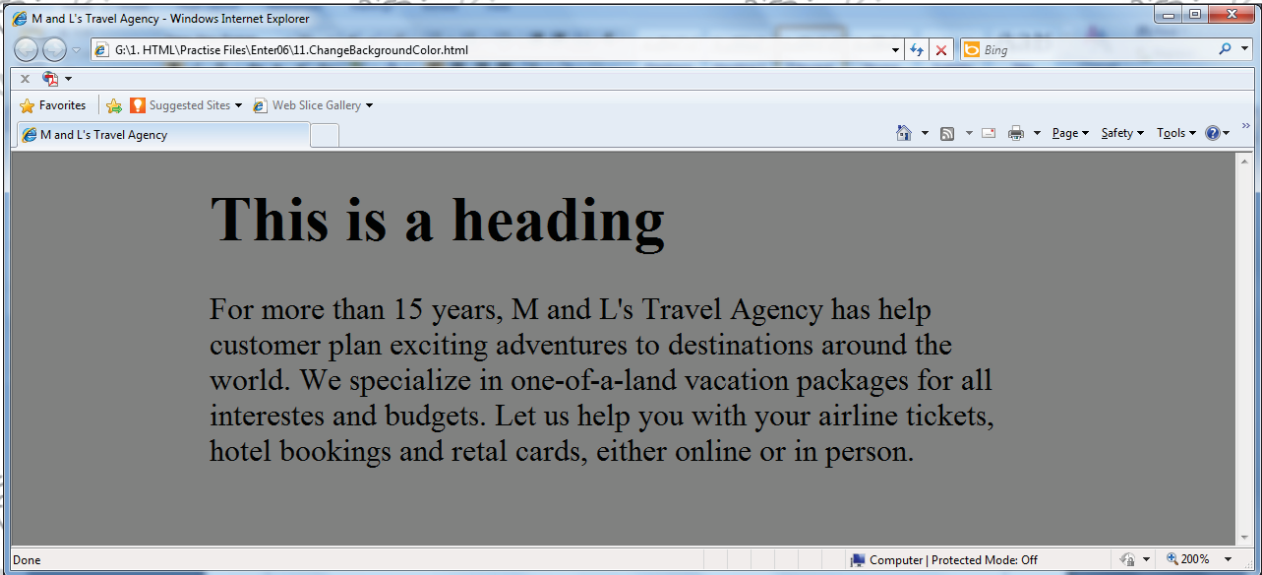 M and L's Travel Agency - Windows Internet Explorer
G:\1. HTML\Practise Files\Enter06\11.ChangeBackgroundColor.html
Bing
Favorites Suggested Sites Web Slice Gallery
M and L's Travel Agency Page Safety Tools
This is a heading
For more than 15 years, M and L's Travel Agency has help
customer plan exciting adventures to destinations around the
world. We specialize in one-of-a-land vacation packages for all
interestes and budgets. Let us help you with your airline tickets,
hotel bookings and retal cards, either online or in person.
Done Computer | Protected Mode: Off 200%